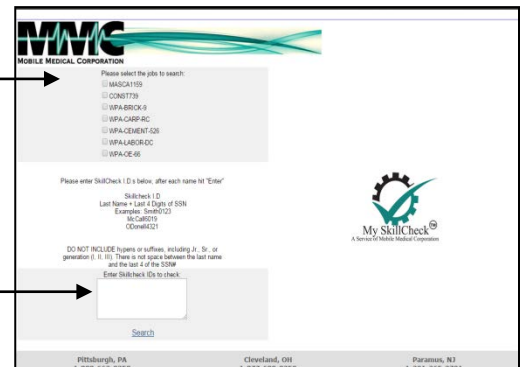 MMC
MOBILE MEDICAL CORPORATION
Please select the jobs to search:
MASCA1159
CONST739
WPA-BRICK-9
WPA-CARP-RC
WPA-CEMENT-526
WPA-LABOR-DC
WPA-OE-66
Please enter SkillCheck I.D.s below, after each name hit "Enter"
Skillcheck I.D
Last Name + Last 4 Digits of SSN
Examples: Smith0123
McCall6019
ODonell4321
DO NOT INCLUDE hypens or suffixes, including Jr., Sr., or
generation (I, II, III). There is not space between the last name
and the last 4 of the SSN#
Enter Skillcheck IDs to check:
Search
My SkillCheck
A Service of Mobile Medical Corporation
Pittsburgh, PA
Cleveland, OH
Paramus, NJ